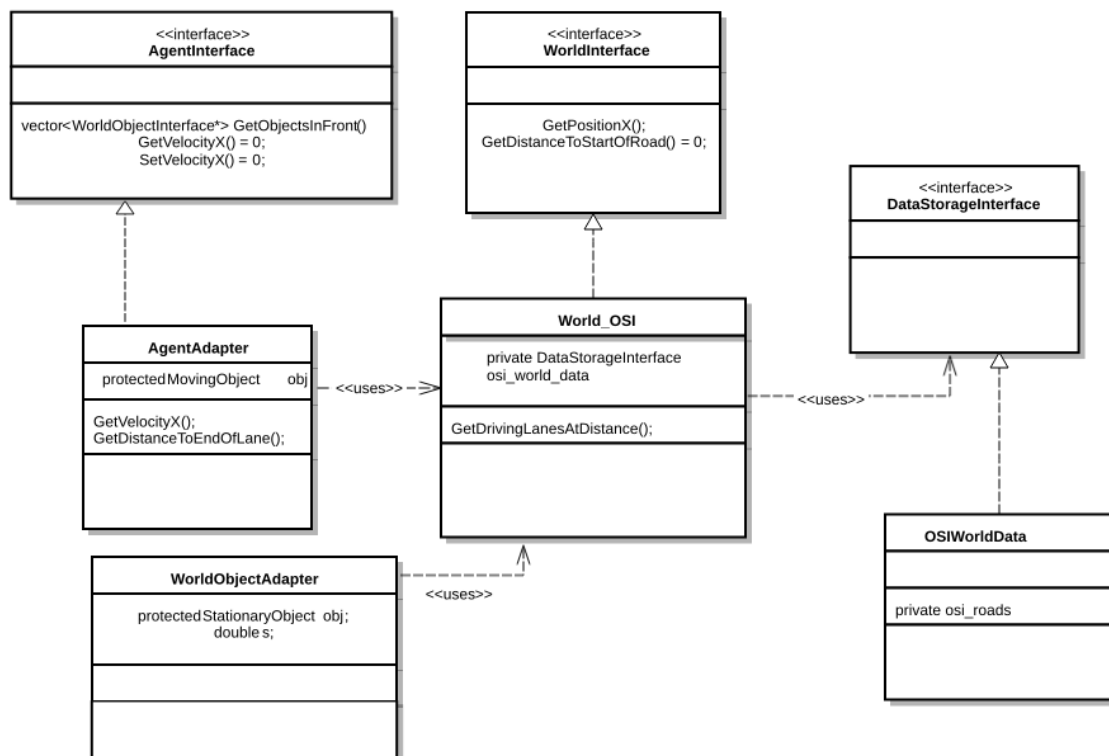 <<interface>>
AgentInterface
vector<WorldObjectInterface*> GetObjectsInFront()
GetVelocityX() = 0;
SetVelocityX() = 0;
<<interface>>
WorldInterface
GetPositionX();
GetDistanceToStartOfRoad() = 0;
<<interface>>
DataStorageInterface
AgentAdapter
protectedMovingObject obj
GetVelocityX();
GetDistanceToEndOfLane();
<<uses>>
World_OSI
private DataStorageInterface
osi_world_data
GetDrivingLanesAtDistance();
<<uses>>
OSIWorldData
private osi_roads
WorldObjectAdapter
protectedStationaryObject obj;
double s;
<<uses>>